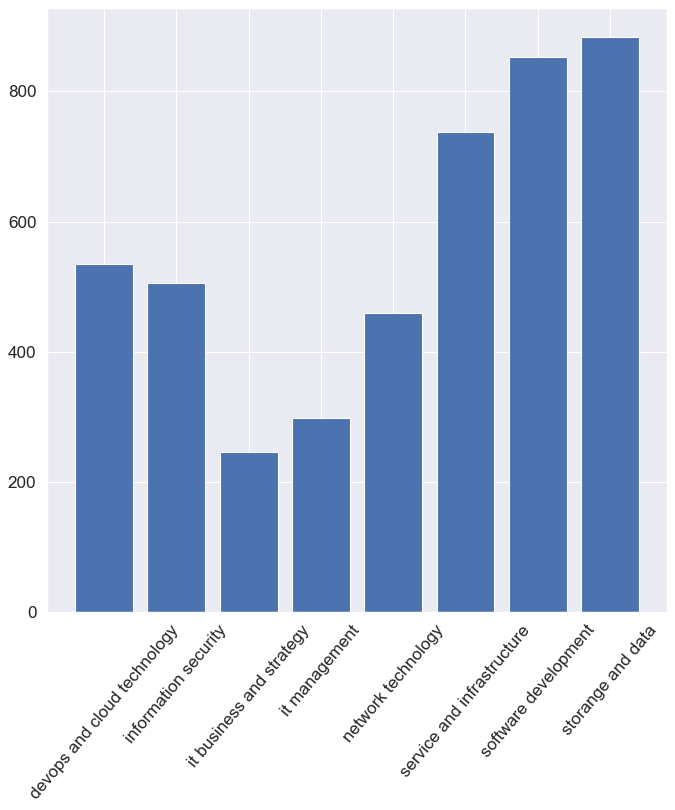 800
600
400
200
0
devops and cloud technology
information security
it business and strategy
it management
network technology
service and infrastructure
software development
storange and data